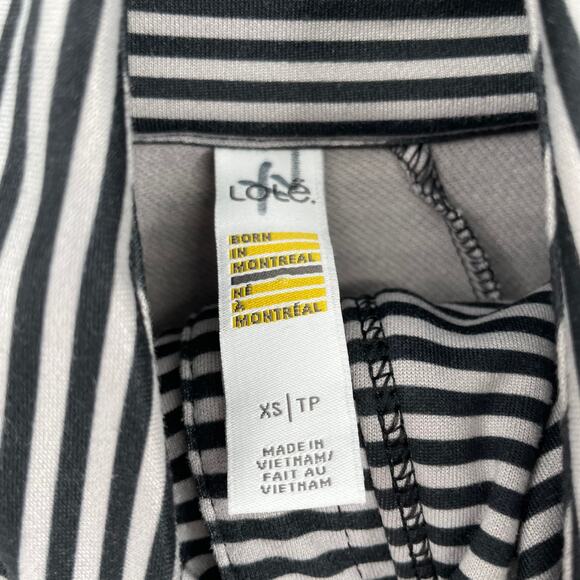 Lolë.
BORN
IN
MONTREAL
NÉ
À
MONTRÉAL
XS | TP
MADE IN
VIETNAM/
FAIT AU
VIETNAM